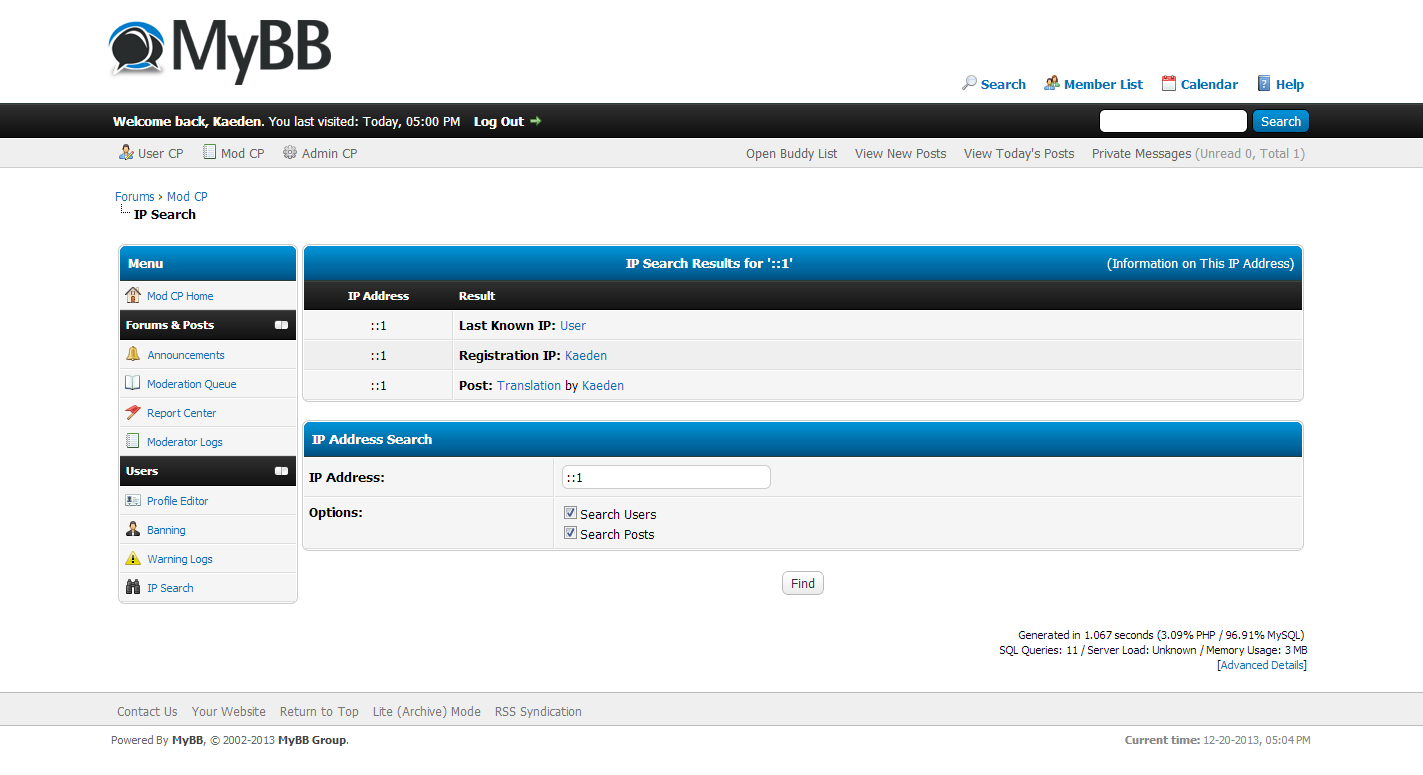 MyBB
Search Member List Calendar Help
Welcome back, Kaeden. You last visited: Today, 05:00 PM Log Out Search
User CP Mod CP Admin CP Open Buddy List View New Posts View Today's Posts Private Messages (Unread 0, Total 1)
Forums › Mod CP
IP Search
Menu
Mod CP Home
Forums & Posts
Announcements
Moderation Queue
Report Center
Moderator Logs
Users
Profile Editor
Banning
Warning Logs
IP Search
IP Search Results for '::1' (Information on This IP Address)
IP Address Result
::1 Last Known IP: User
::1 Registration IP: Kaeden
::1 Post: Translation by Kaeden
IP Address Search
IP Address: ::1
Options: Search Users
Search Posts
Find
Generated in 1.067 seconds (3.09% PHP / 96.91% MySQL)
SQL Queries: 11 / Server Load: Unknown / Memory Usage: 3 MB
[Advanced Details]
Contact Us Your Website Return to Top Lite (Archive) Mode RSS Syndication
Powered By MyBB, © 2002-2013 MyBB Group. Current time: 12-20-2013, 05:04 PM